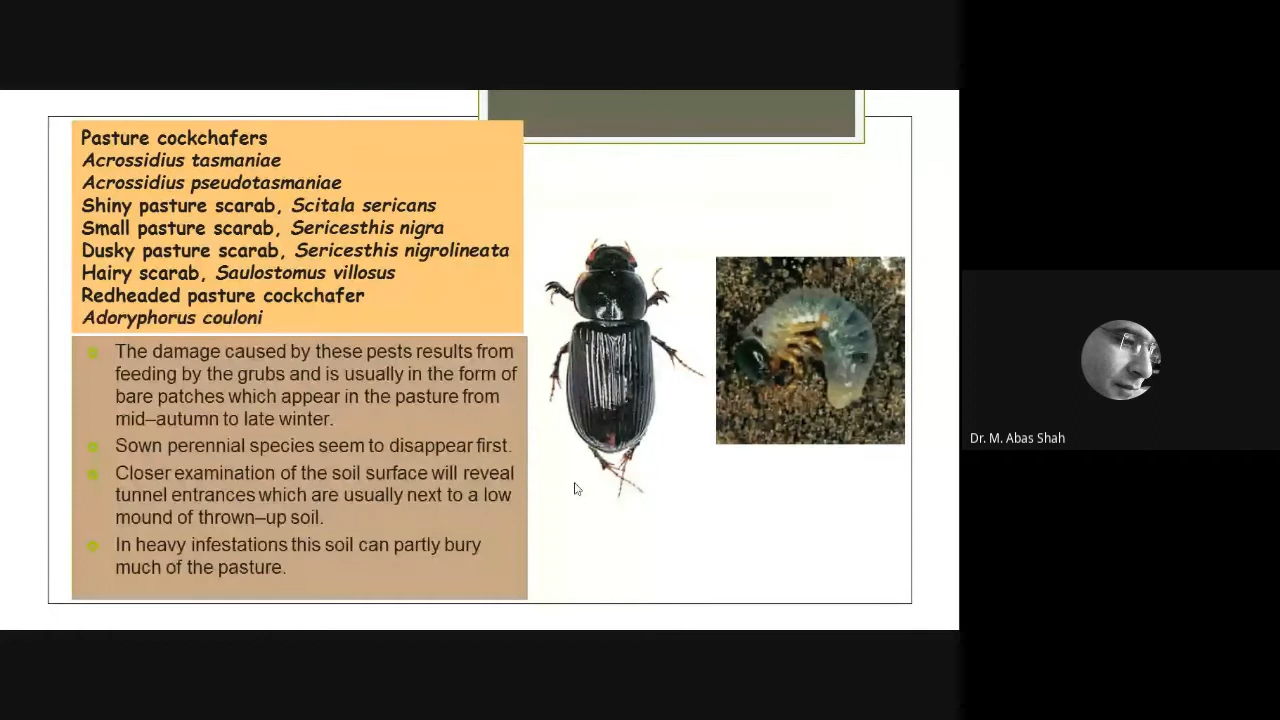 Pasture cockchafers
Acrossidius tasmaniae
Acrossidius pseudotasmaniae
Shiny pasture scarab, Scitala sericans
Small pasture scarab, Sericesthis nigra
Dusky pasture scarab, Sericesthis nigrolineata
Hairy scarab, Saulostomus villosus
Redheaded pasture cockchafer
Adoryphorus couloni
The damage caused by these pests results from
feeding by the grubs and is usually in the form of
bare patches which appear in the pasture from
mid–autumn to late winter.
Sown perennial species seem to disappear first.
Closer examination of the soil surface will reveal
tunnel entrances which are usually next to a low
mound of thrown–up soil.
In heavy infestations this soil can partly bury
much of the pasture.
Dr. M. Abas Shah